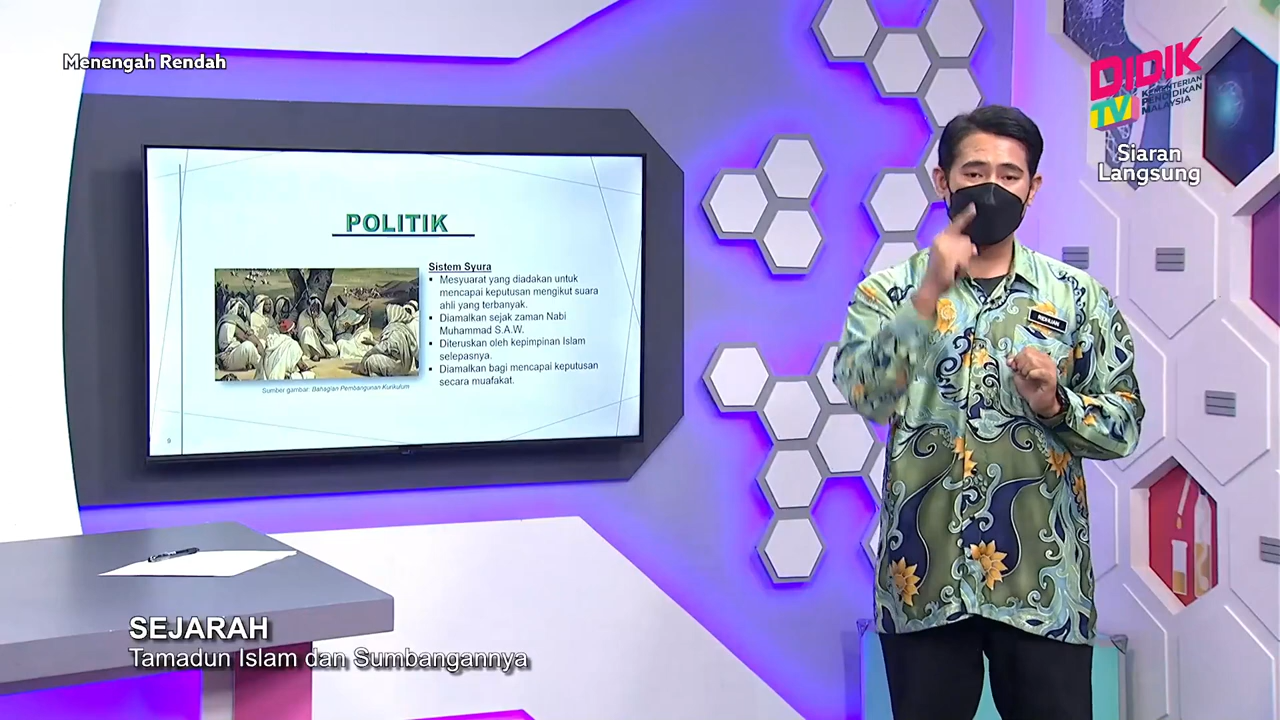 Menengah Rendah
DIDIK
TV
KEMENTERIAN
PENDIDIKAN
MALAYSIA
Siaran
Langsung
POLITIK
Sistem Syura
Mesyuarat yang diadakan untuk
mencapai keputusan mengikut suara
ahli yang terbanyak.
Diamalkan sejak zaman Nabi
Muhammad S.A.W.
Diteruskan oleh kepimpinan Islam
selepasnya.
Diamalkan bagi mencapai keputusan
secara muafakat.
Sumber gambar: Bahagian Pembangunan Kurikulum
9
RIDHUAN
SEJARAH
Tamadun Islam dan Sumbangannya